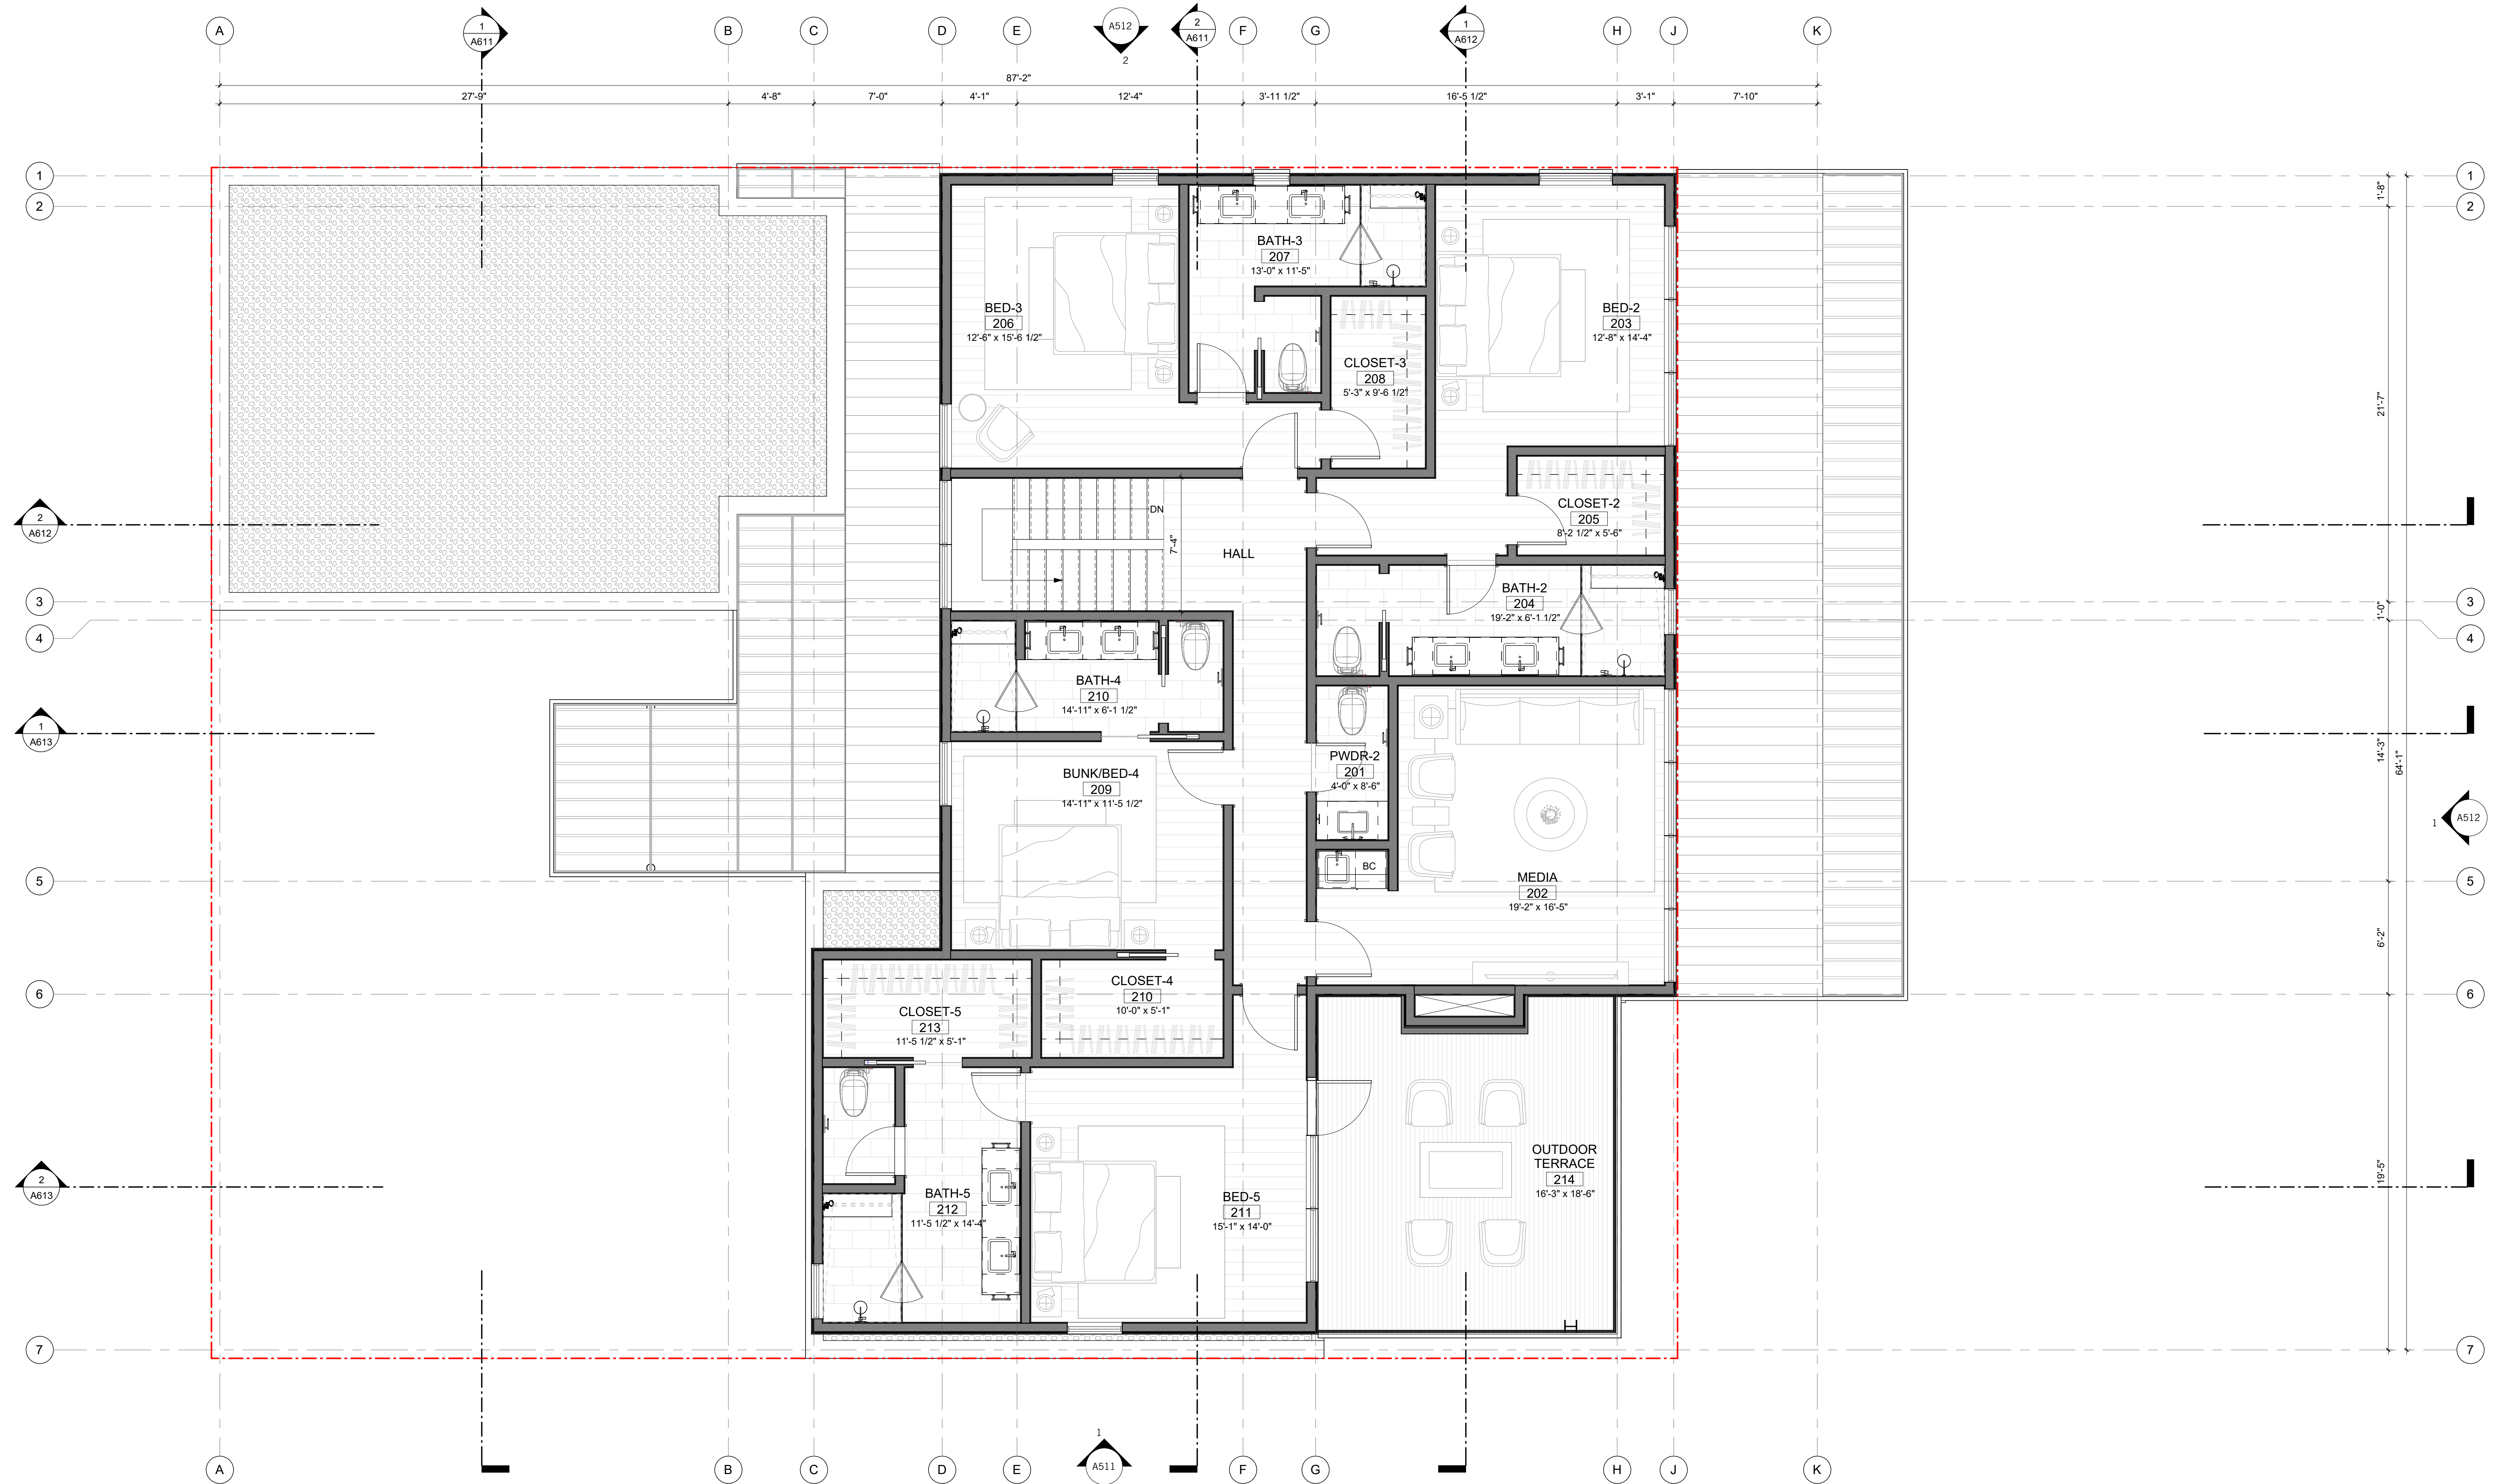 A
B
C
D
E
F
G
H
J
K
1
A611
A512
2
2
A611
1
A612
87'-2"
27'-9"
4'-8"
7'-0"
4'-1"
12'-4"
3'-11 1/2"
16'-5 1/2"
3'-1"
7'-10"
1
2
3
4
5
6
7
2
A612
1
A613
2
A613
BED-3
206
12'-6" x 15'-6 1/2"
BATH-3
207
13'-0" x 11'-5"
CLOSET-3
208
5'-3" x 9'-6 1/2"
BED-2
203
12'-8" x 14'-4"
CLOSET-2
205
8'-2 1/2" x 5'-6"
DN
7'-4"
HALL
BATH-2
204
19'-2" x 6'-1 1/2"
BATH-4
210
14'-11" x 6'-1 1/2"
BUNK/BED-4
209
14'-11" x 11'-5 1/2"
PWDR-2
201
4'-0" x 8'-6"
BC
MEDIA
202
19'-2" x 16'-5"
CLOSET-5
213
11'-5 1/2" x 5'-1"
CLOSET-4
210
10'-0" x 5'-1"
BATH-5
212
11'-5 1/2" x 14'-4"
BED-5
211
15'-1" x 14'-0"
OUTDOOR
TERRACE
214
16'-3" x 18'-6"
1'-8"
21'-7"
1'-0"
14'-3"
64'-1"
6'-2"
19'-5"
1
2
3
4
1
A512
5
6
7
1
A511
A
B
C
D
E
F
G
H
J
K